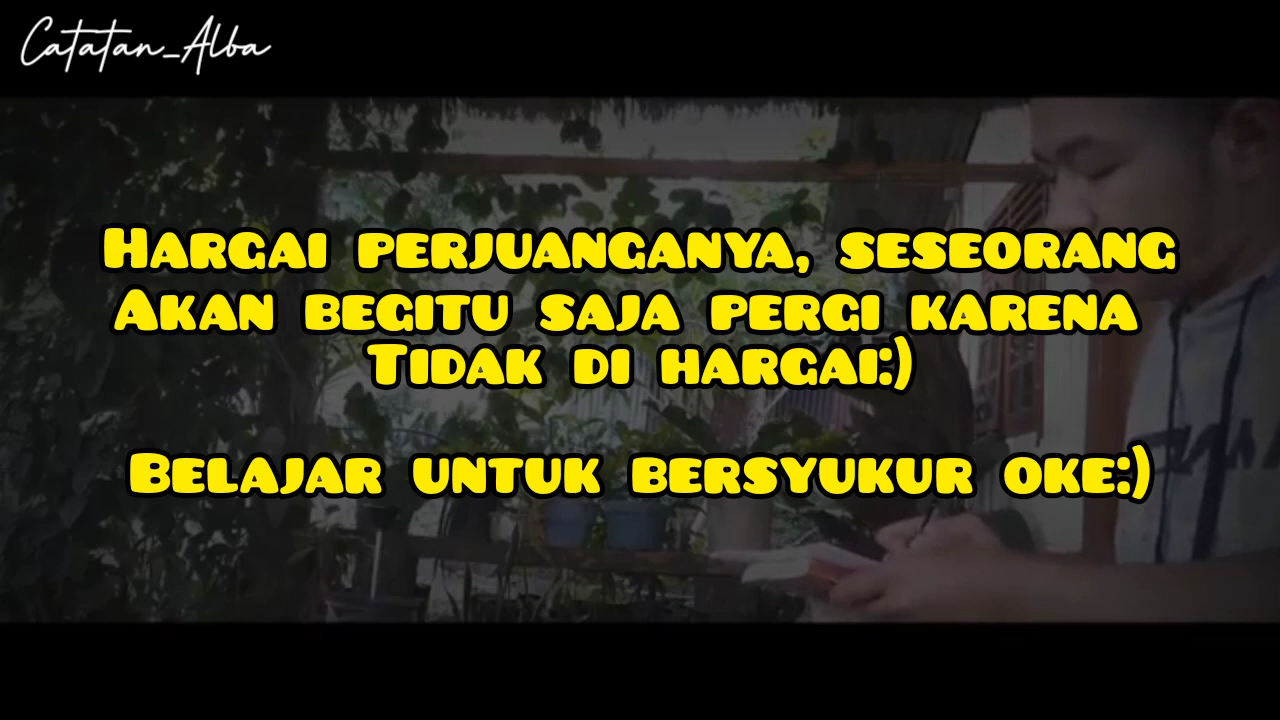 Catatan_Alba
HARGAI PERJUANGANYA, SESEORANG
AKAN BEGITU SAJA PERGI KARENA
TIDAK DI HARGAI:)
BELAJAR UNTUK BERSYUKUR OKE:)